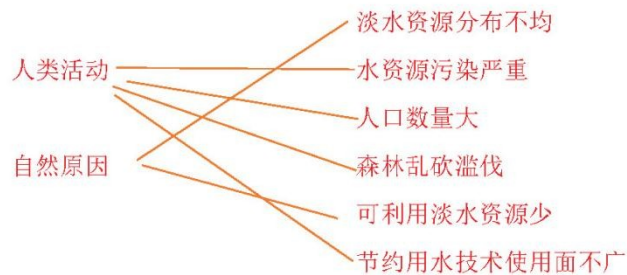 淡水资源分布不均
人类活动
水资源污染严重
人口数量大
自然原因
森林乱砍滥伐
可利用淡水资源少
节约用水技术使用面不广